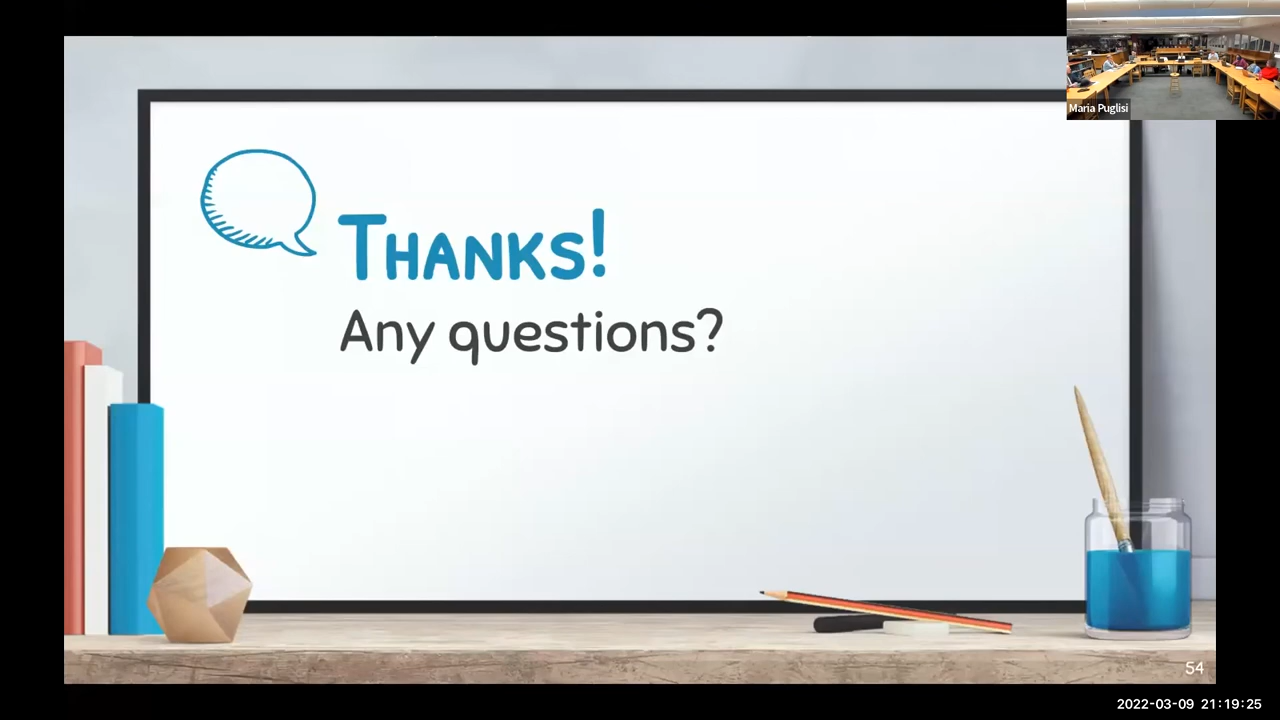 Maria Puglisi
Thanks!
Any questions?
54
2022-03-09 21:19:25